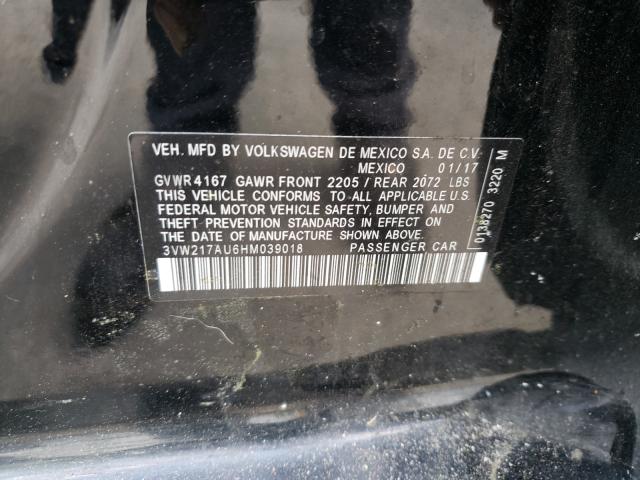 VEH. MFD BY VOLKSWAGEN DE MEXICO S.A. DE C.V
MEXICO 01/17
GVWR 4167 GAWR FRONT 2205 / REAR 2072 LBS
THIS VEHICLE CONFORMS TO ALL APPLICABLE U.S.
FEDERAL MOTOR VEHICLE SAFETY, BUMPER AND
THEFT PREVENTION STANDARDS IN EFFECT ON
THE DATE OF MANUFACTURE SHOWN ABOVE.
3VW217AU6HM039018 PASSENGER CAR
0138270 3220 M